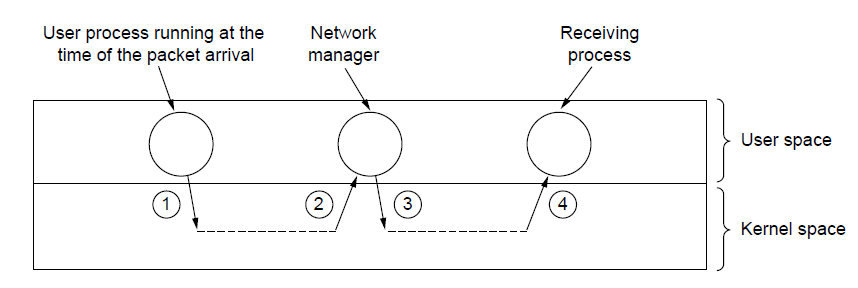 User process running at the
time of the packet arrival
Network
manager
Receiving
process
User space
1
2
3
4
Kernel space